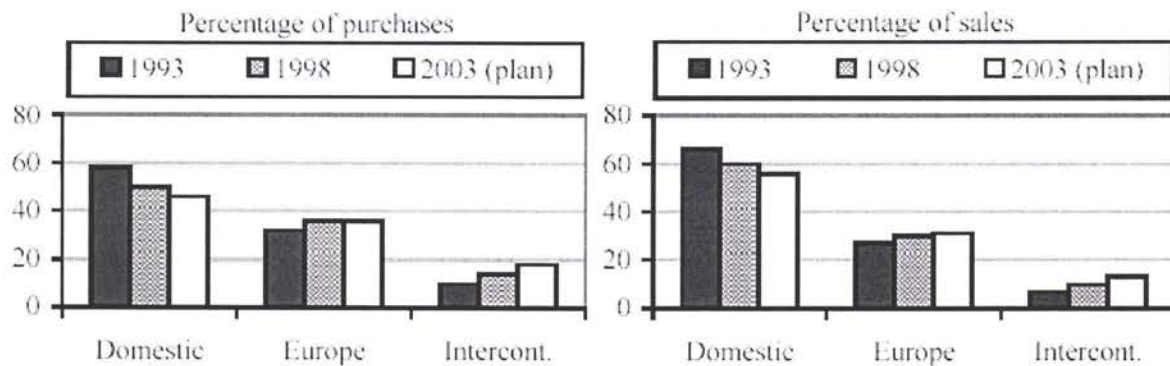 Percentage of purchases
1993 1998 2003 (plan)
80
60
40
20
0
Domestic Europe Intercont.
Percentage of sales
1993 1998 2003 (plan)
80
60
40
20
0
Domestic Europe Intercont.